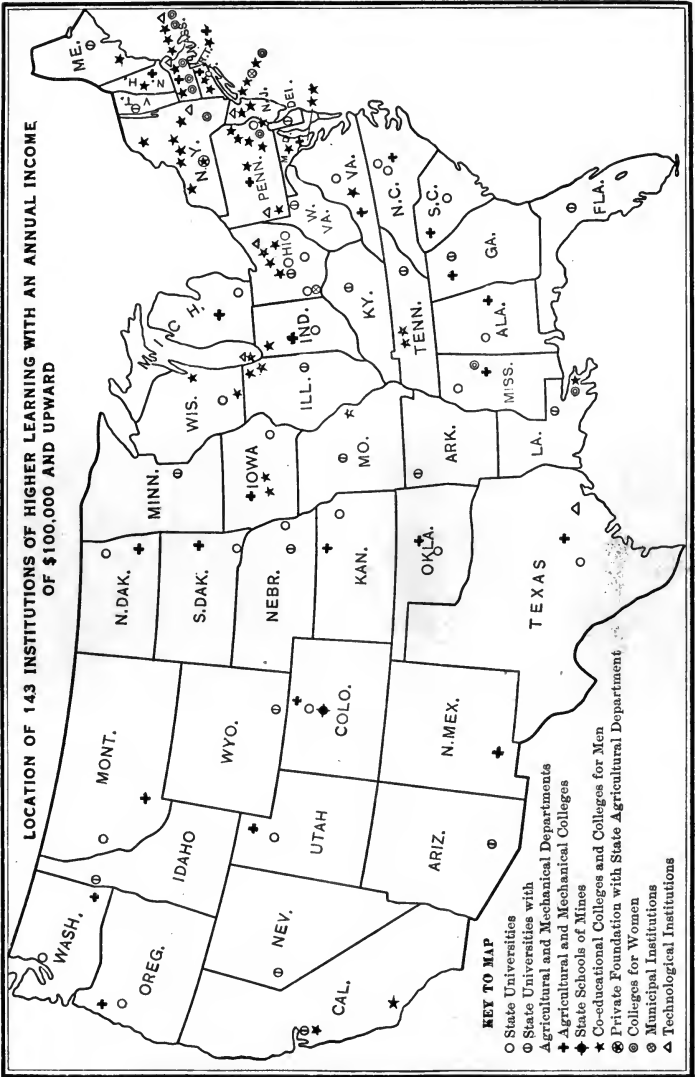 LOCATION OF 143 INSTITUTIONS OF HIGHER LEARNING WITH AN ANNUAL INCOME
OF $100,000 AND UPWARD
WASH.
OREG.
CAL.
NEV.
IDAHO
MONT.
WYO.
UTAH
ARIZ.
COLO.
N.MEX.
N.DAK.
S.DAK.
NEBR.
KAN.
OKLA.
TEXAS
MINN.
IOWA
MO.
ARK.
LA.
WIS.
ILL.
MICH.
IND.
OHIO
KY.
TENN.
MISS.
ALA.
GA.
FLA.
S.C.
N.C.
VA.
W.
VA.
PENN.
N.Y.
N.J.
DEL.
VT.
N.H.
ME.
KEY TO MAP
State Universities
State Universities with
Agricultural and Mechanical Departments
Agricultural and Mechanical Colleges
State Schools of Mines
Co-educational Colleges and Colleges for Men
Private Foundation with State Agricultural Department
Colleges for Women
Municipal Institutions
Technological Institutions